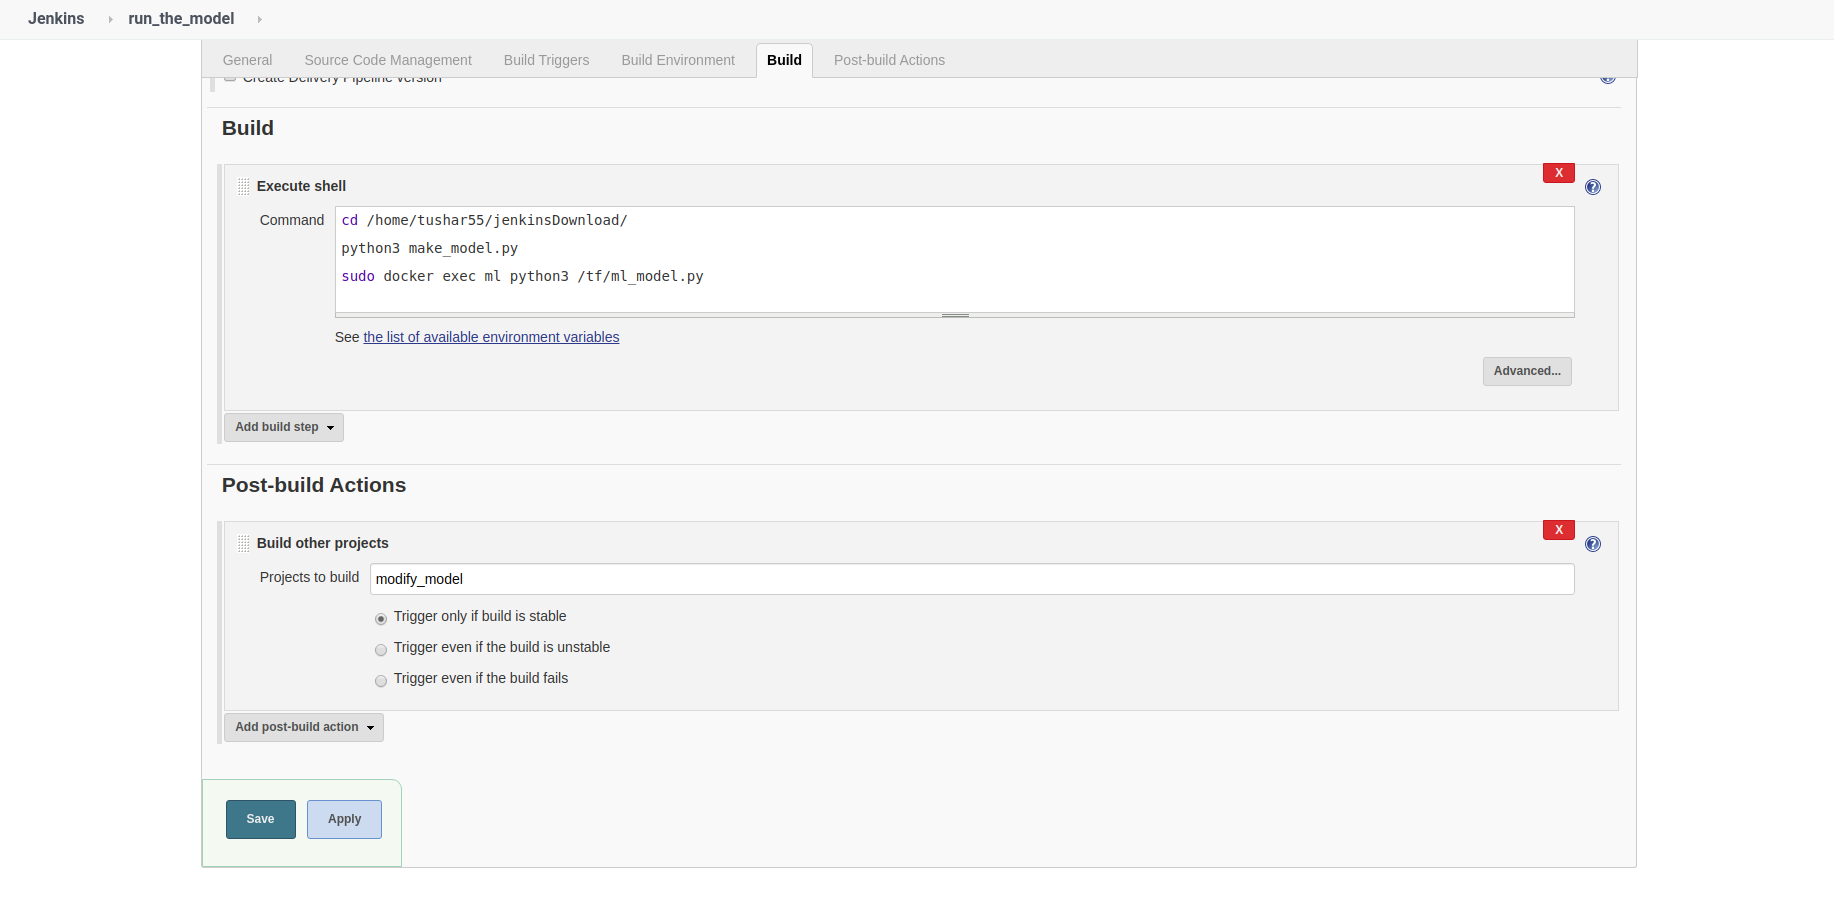 Jenkins run_the_model
General Source Code Management Build Triggers Build Environment Build Post-build Actions
Create Delivery Pipeline version
Build
X
Execute shell
Command
cd /home/tushar55/jenkinsDownload/
python3 make_model.py
sudo docker exec ml python3 /tf/ml_model.py
See the list of available environment variables
Advanced...
Add build step
Post-build Actions
X
Build other projects
Projects to build modify_model
Trigger only if build is stable
Trigger even if the build is unstable
Trigger even if the build fails
Add post-build action
Save Apply